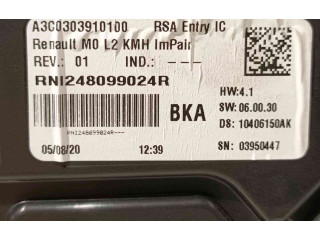 A3C0303910100 RSA Entry IC
Renault M0 L2 KMH ImPair
REV.: 01 IND.: ---
RNI248099024R
HW:4.1
BKA SW:06.00.30
DS: 10406150AK
RNI248099024R---
05/08/20 12:39 SN: 03950447